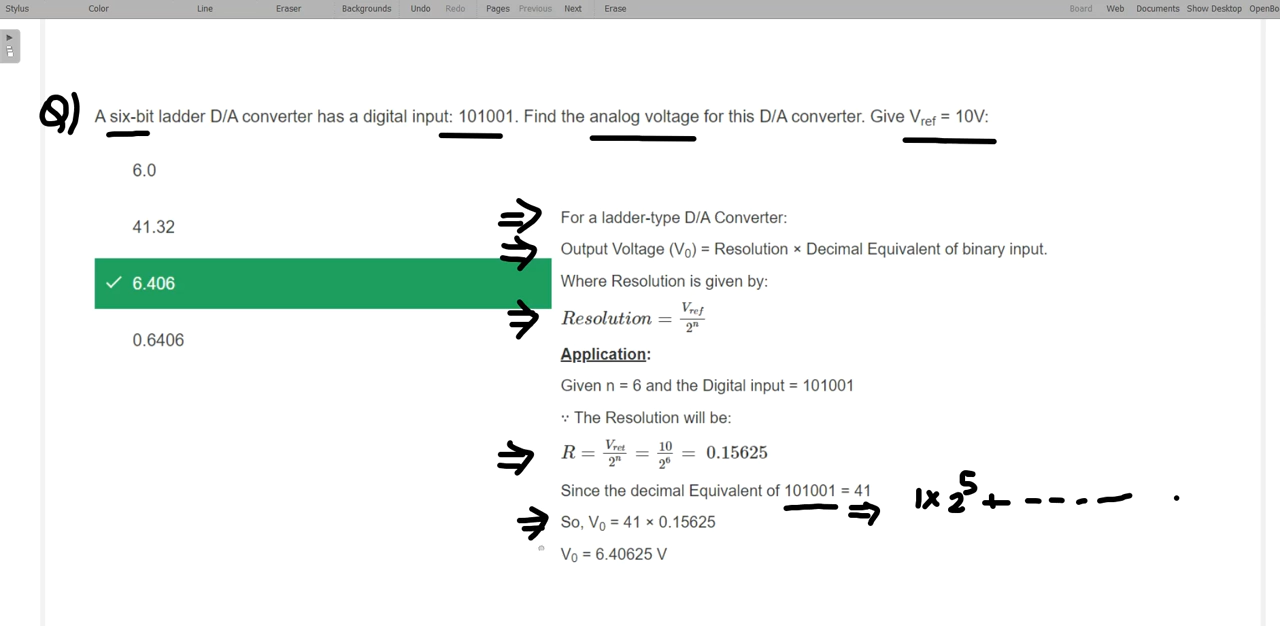 Stylus Color Line Eraser Backgrounds Undo Redo Pages Previous Next Erase Board Web Documents Show Desktop OpenBo
Q) A six-bit ladder D/A converter has a digital input: 101001. Find the analog voltage for this D/A converter. Give Vref = 10V:
6.0
41.32
✓ 6.406
0.6406
⇒ For a ladder-type D/A Converter:
⇒ Output Voltage (V0) = Resolution × Decimal Equivalent of binary input.
Where Resolution is given by:
⇒ Resolution = Vref / 2^n
Application:
Given n = 6 and the Digital input = 101001
∵ The Resolution will be:
⇒ R = Vret / 2^n = 10 / 2^6 = 0.15625
Since the decimal Equivalent of 101001 = 41 ⇒ 1×2^5 + ---- .
⇒ So, V0 = 41 × 0.15625
V0 = 6.40625 V